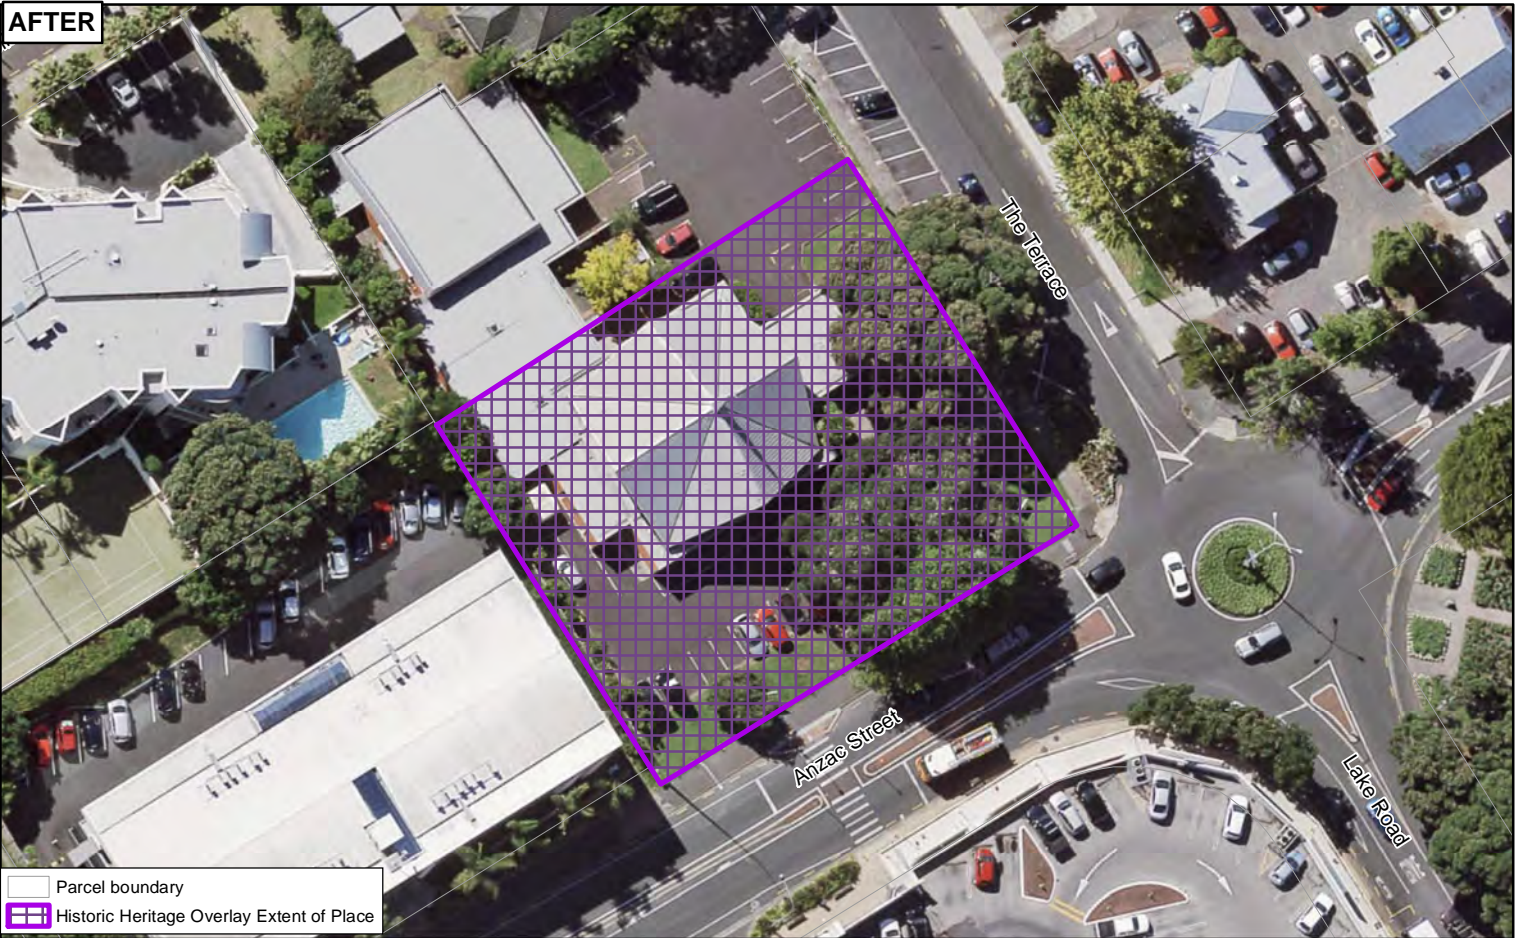 AFTER
The Terrace
Anzac Street
Lake Road
Parcel boundary
Historic Heritage Overlay Extent of Place